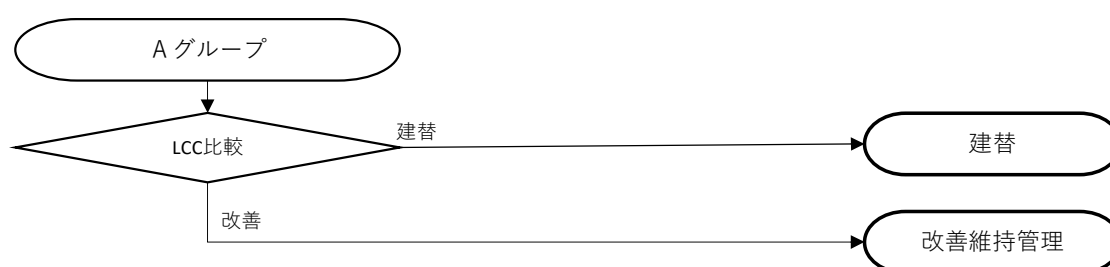 A グループ
LCC比較
建替
建替
改善
改善維持管理